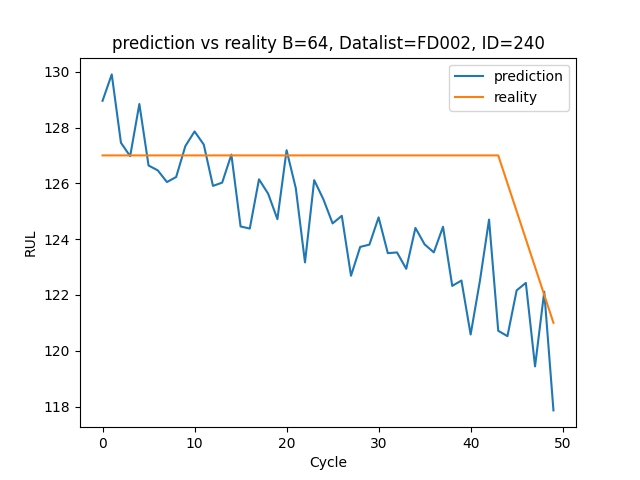 prediction vs reality B=64, Datalist=FD002, ID=240
prediction
reality
130
128
126
124
122
120
118
RUL
0 10 20 30 40 50
Cycle